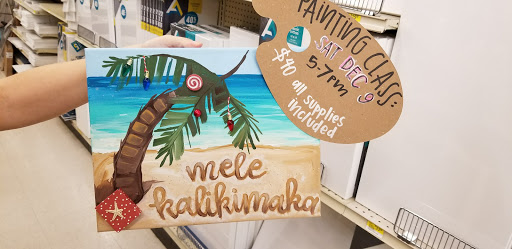 PAINTING CLASS:
SAT DEC 9
5-7pm
$40 all supplies
included
mele
kalikimaka